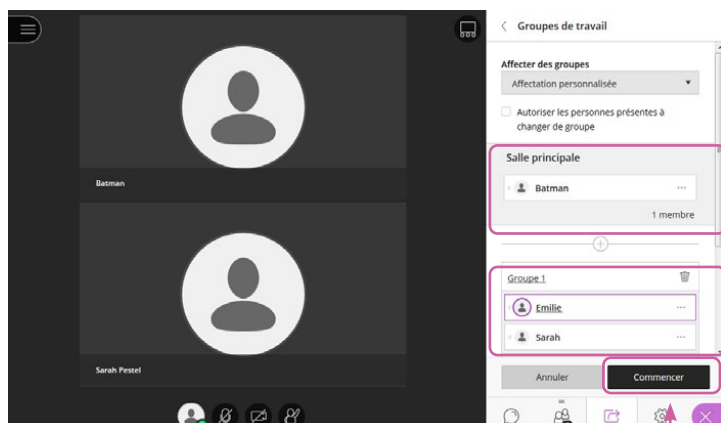 Groupes de travail
Affecter des groupes
Affectation personnalisée
Autoriser les personnes présentes à
changer de groupe
Salle principale
Batman
1 membre
Groupe 1
Emilie
Sarah
Annuler
Commencer
Batman
Sarah Pestel